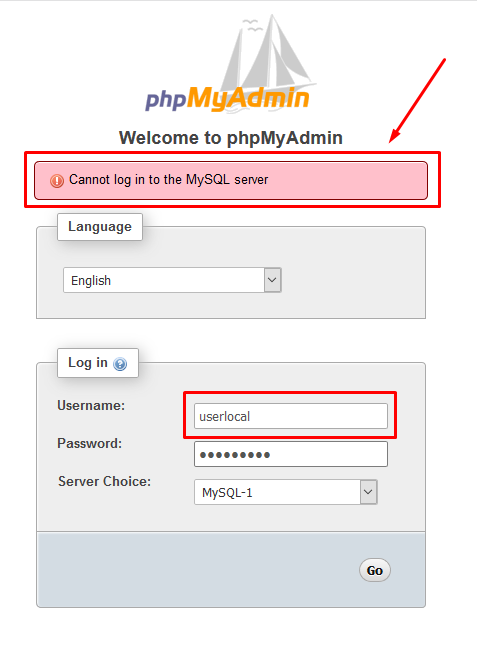 phpMyAdmin
Welcome to phpMyAdmin
Cannot log in to the MySQL server
Language
English
Log in
Username:
userlocal
Password:
Server Choice:
MySQL-1
Go